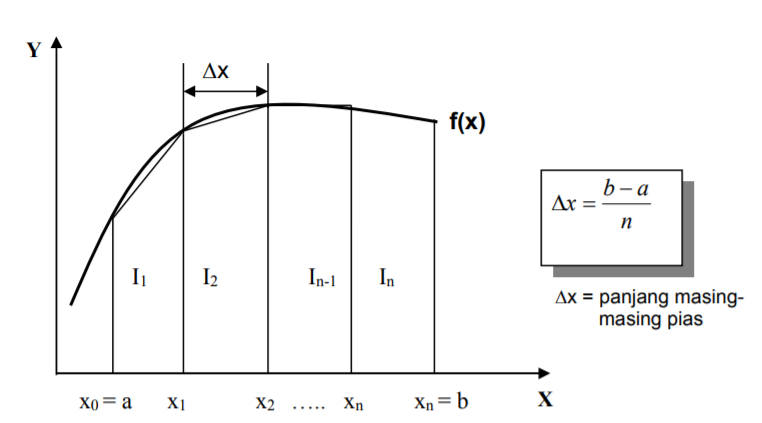 Y
Δx
f(x)
Δx = b – a / n
I₁ I₂ Iₙ₋₁ Iₙ
Δx = panjang masing-
masing pias
x₀ = a x₁ x₂ ..... xₙ xₙ = b X